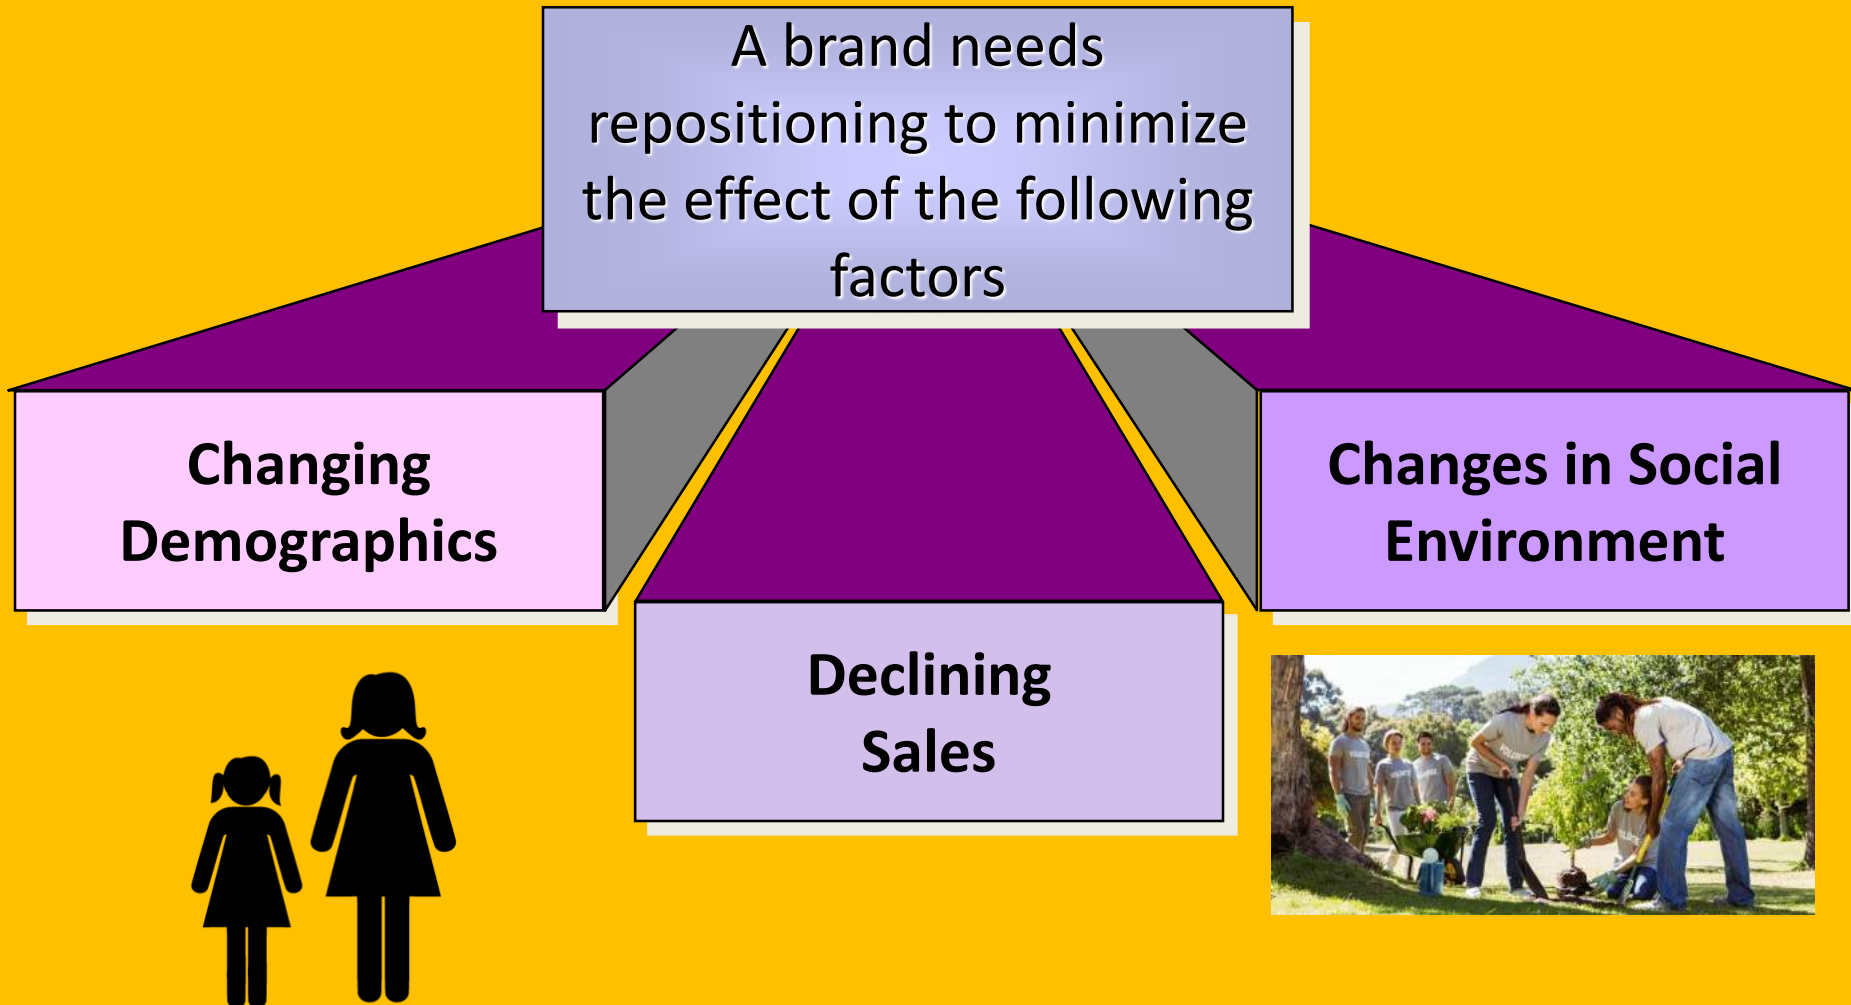 A brand needs
repositioning to minimize
the effect of the following
factors
Changing
Demographics
Changes in Social
Environment
Declining
Sales